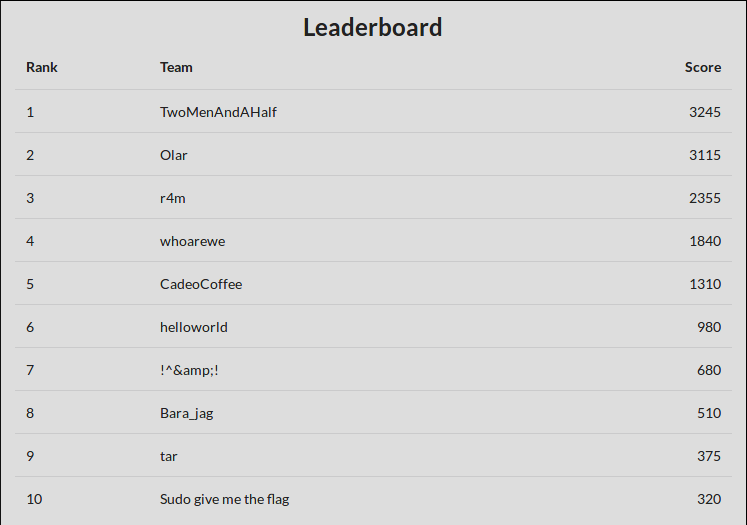 Leaderboard
Rank Team Score
1 TwoMenAndAHalf 3245
2 Olar 3115
3 r4m 2355
4 whoarewe 1840
5 CadeoCoffee 1310
6 helloworld 980
7 !^&amp;! 680
8 Bara_jag 510
9 tar 375
10 Sudo give me the flag 320